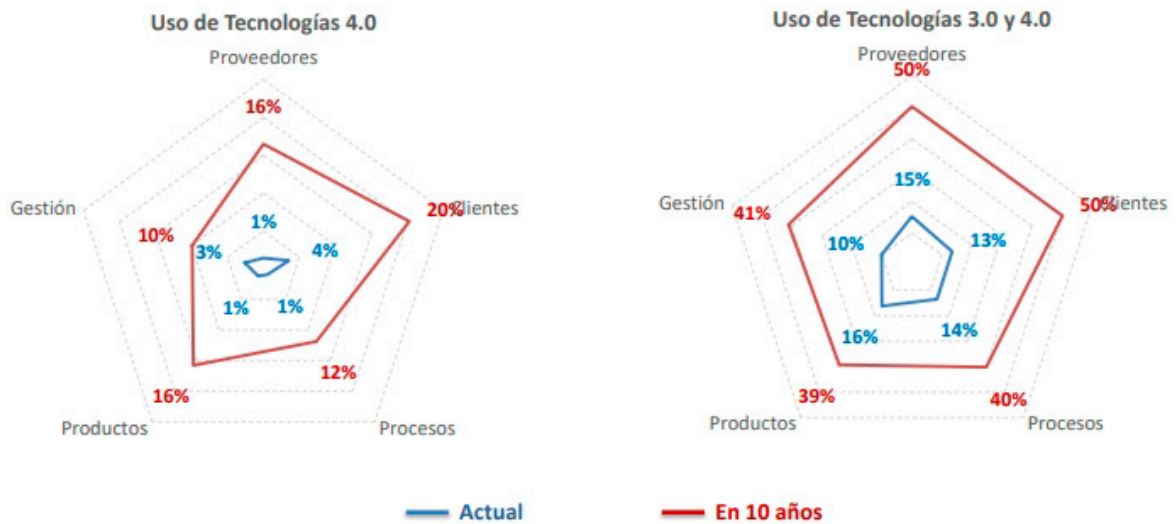 Uso de Tecnologías 4.0
Proveedores
16%
Gestión
20%
Clientes
10%
1%
3%
4%
1%
1%
12%
16%
Productos
Procesos
Uso de Tecnologías 3.0 y 4.0
Proveedores
50%
Gestión
41%
50%
Clientes
15%
10%
13%
16%
14%
39%
40%
Productos
Procesos
Actual
En 10 años